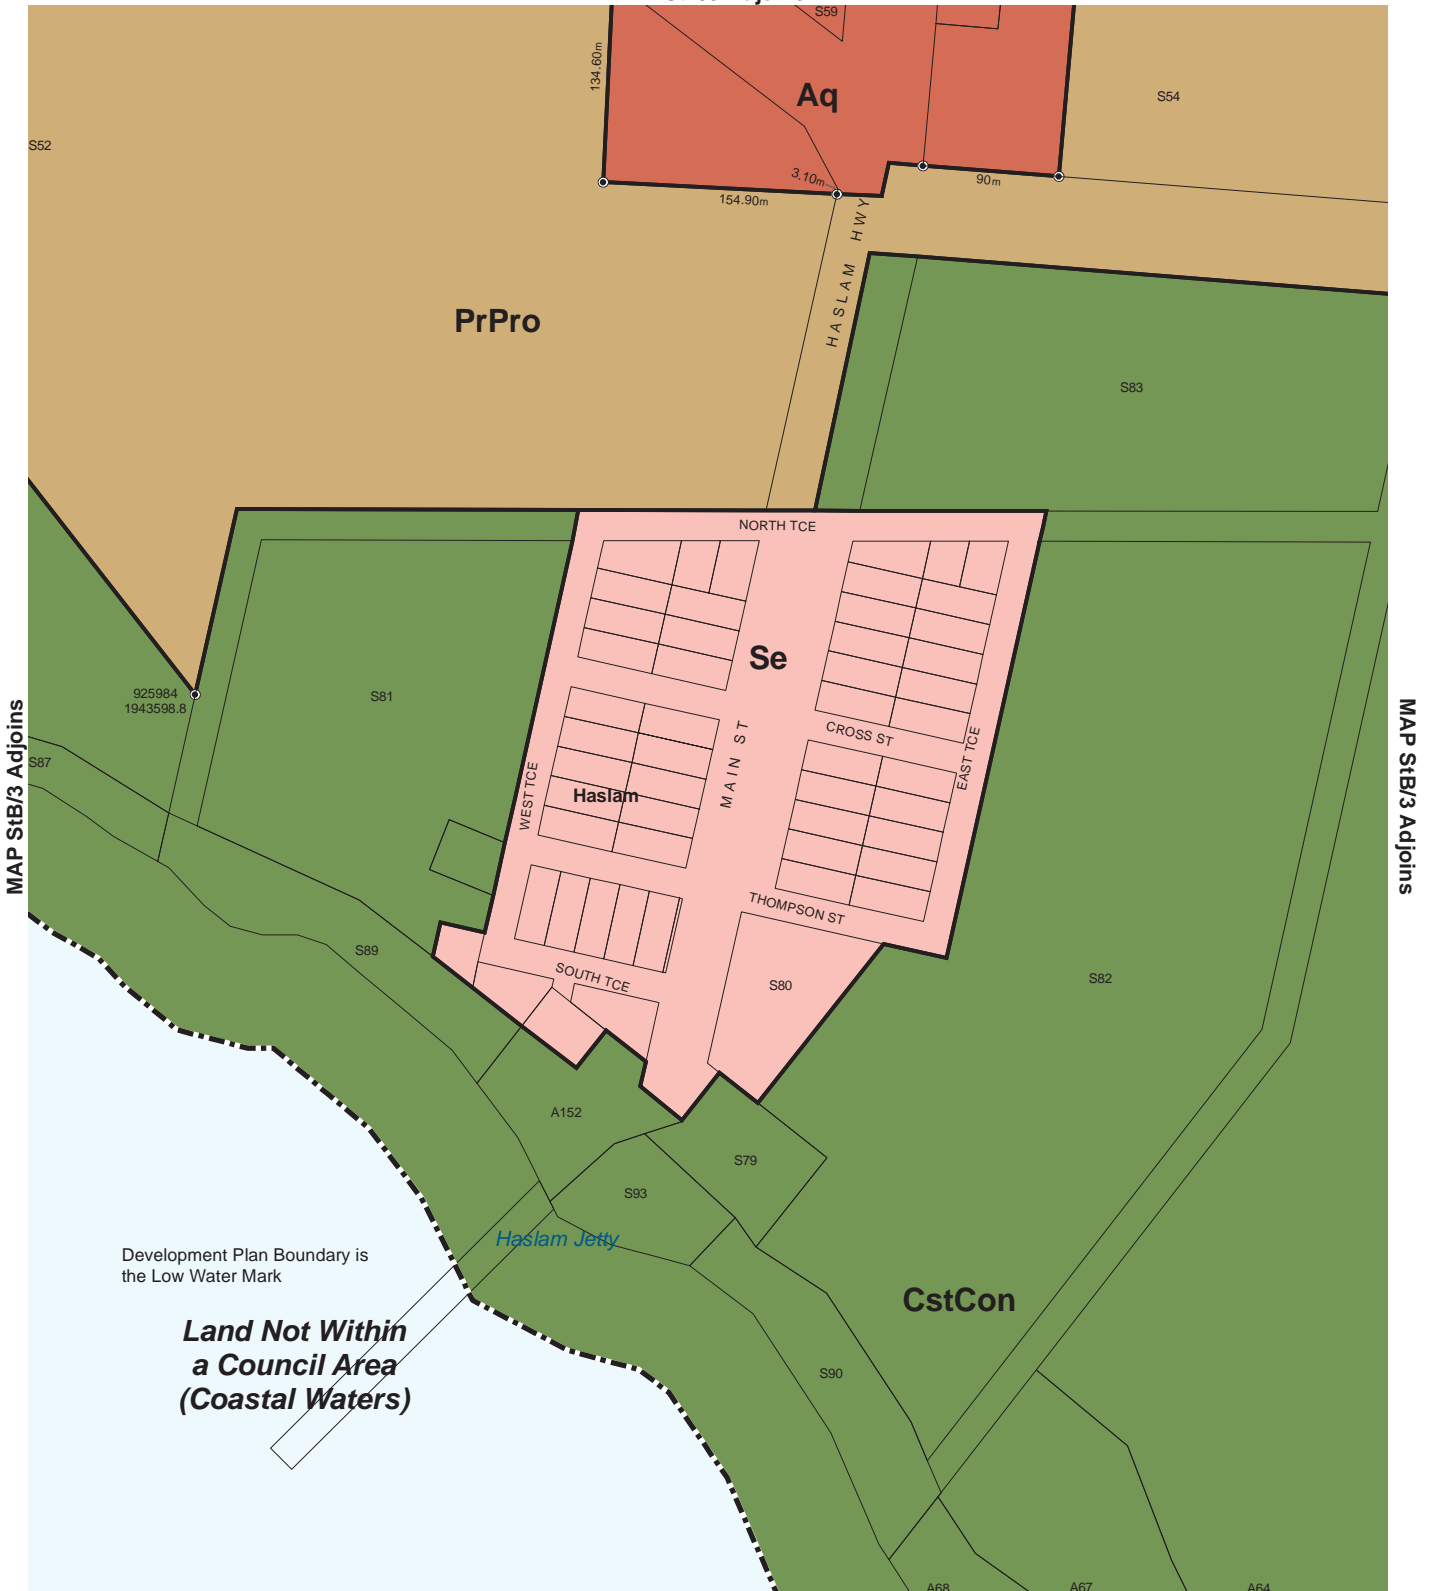 S59
134.60m
Aq
S54
S52
3.10m
90m
154.90m
HASLAM HWY
PrPro
S83
NORTH TCE
Se
925984
1943598.8
S81
MAP StB/3 Adjoins
MAP StB/3 Adjoins
CROSS ST
EAST TCE
MAIN ST
S87
WEST TCE
Haslam
THOMPSON ST
S89
SOUTH TCE
S80
S82
A152
S79
S93
Haslam Jetty
Development Plan Boundary is
the Low Water Mark
CstCon
Land Not Within
a Council Area
(Coastal Waters)
S90
A68
A67
A64